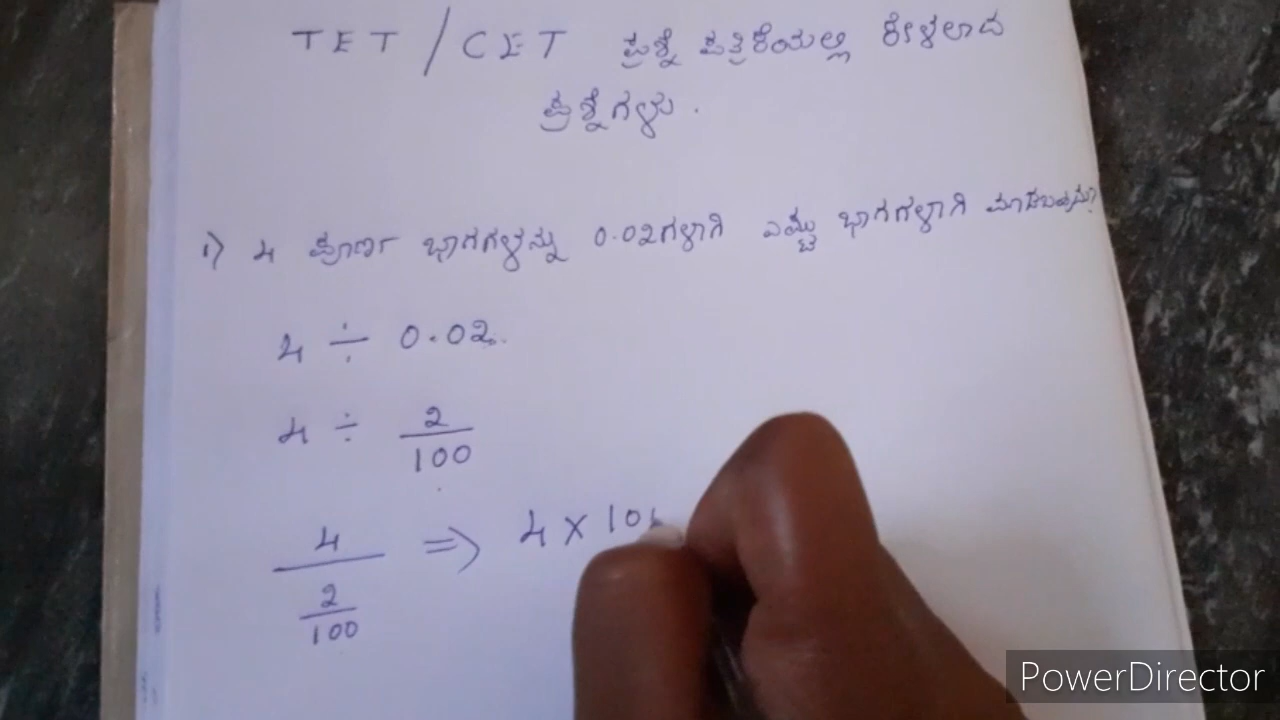 TET / CET ಪ್ರಶ್ನೆ ಪತ್ರಿಕೆಯಲ್ಲಿ ಕೇಳಲಾದ
ಪ್ರಶ್ನೆಗಳು.
1) 4 ಪೂರ್ಣ ಭಾಗಗಳನ್ನು 0.02ಗಳಾಗಿ ಎಷ್ಟು ಭಾಗಗಳಾಗಿ ಮಾಡಬಹುದು?
4 ÷ 0.02.
4 ÷ 2/100
4 / 2/100 => 4 × 10
PowerDirector